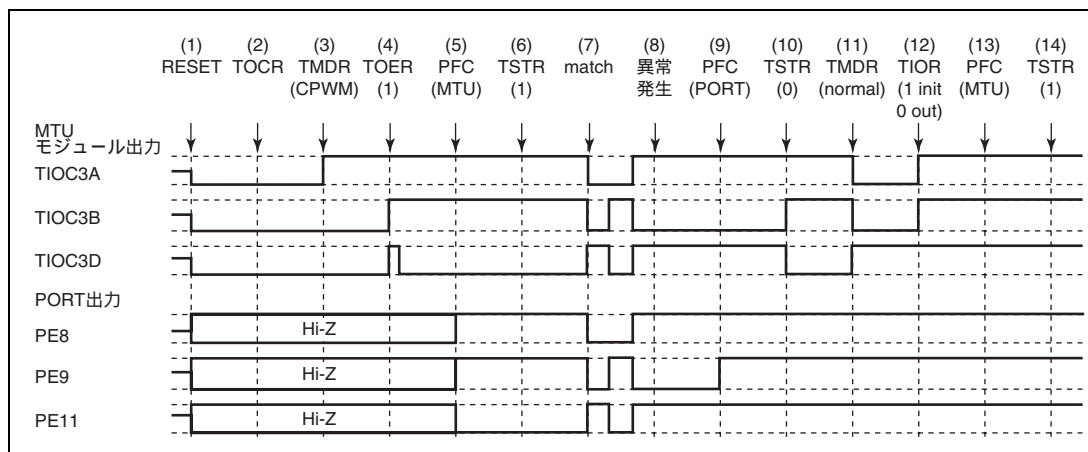 (1) (2) (3) (4) (5) (6) (7) (8) (9) (10) (11) (12) (13) (14)
RESET TOCR TMDR TOER PFC TSTR match 異常 PFC TSTR TMDR TIOR PFC TSTR
(CPWM) (1) (MTU) (1) 発生 (PORT) (0) (normal) (1 init (MTU) (1)
0 out)
MTU
モジュール出力
TIOC3A
TIOC3B
TIOC3D
PORT出力
PE8 Hi-Z
PE9 Hi-Z
PE11 Hi-Z